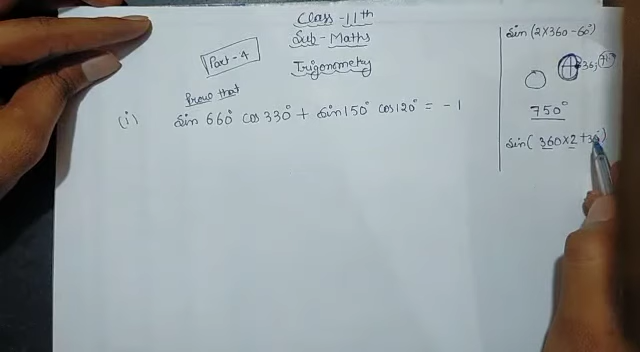 Class -11th
Sub - Maths
Part - 4
Trigonometry
Prove that
(i) Sin 660° cos 330° + sin 150° cos 120° = -1
Sin (2×360 - 60°)
750°
Sin ( 360×2 +30°)